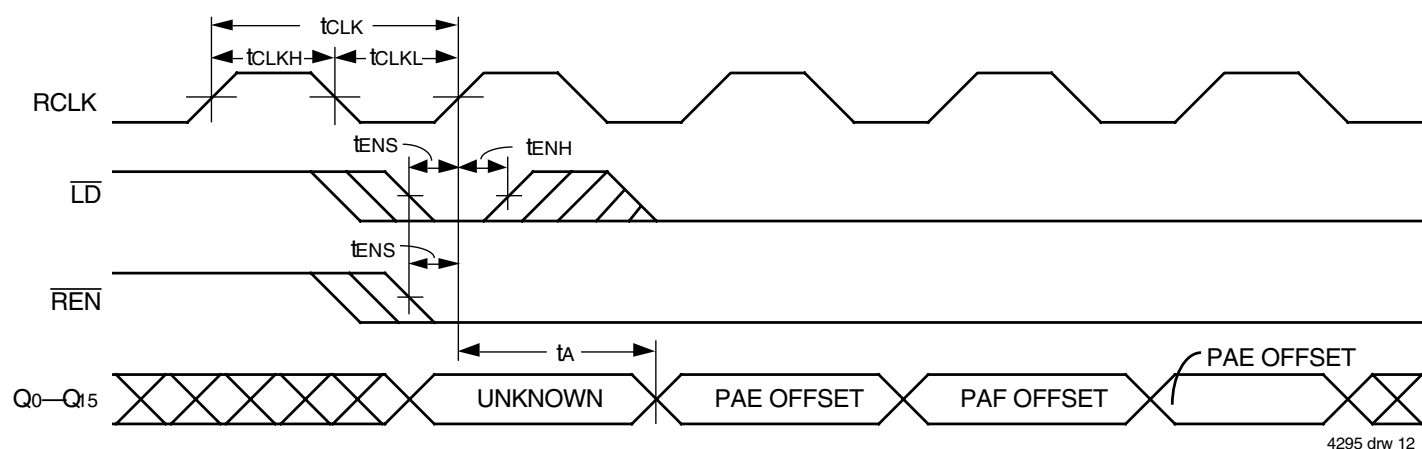 tCLK
tCLKH
tCLKL
RCLK
tENS
tENH
LD
tENS
REN
tA
PAE OFFSET
Q0—Q15
UNKNOWN
PAE OFFSET
PAF OFFSET
4295 drw 12